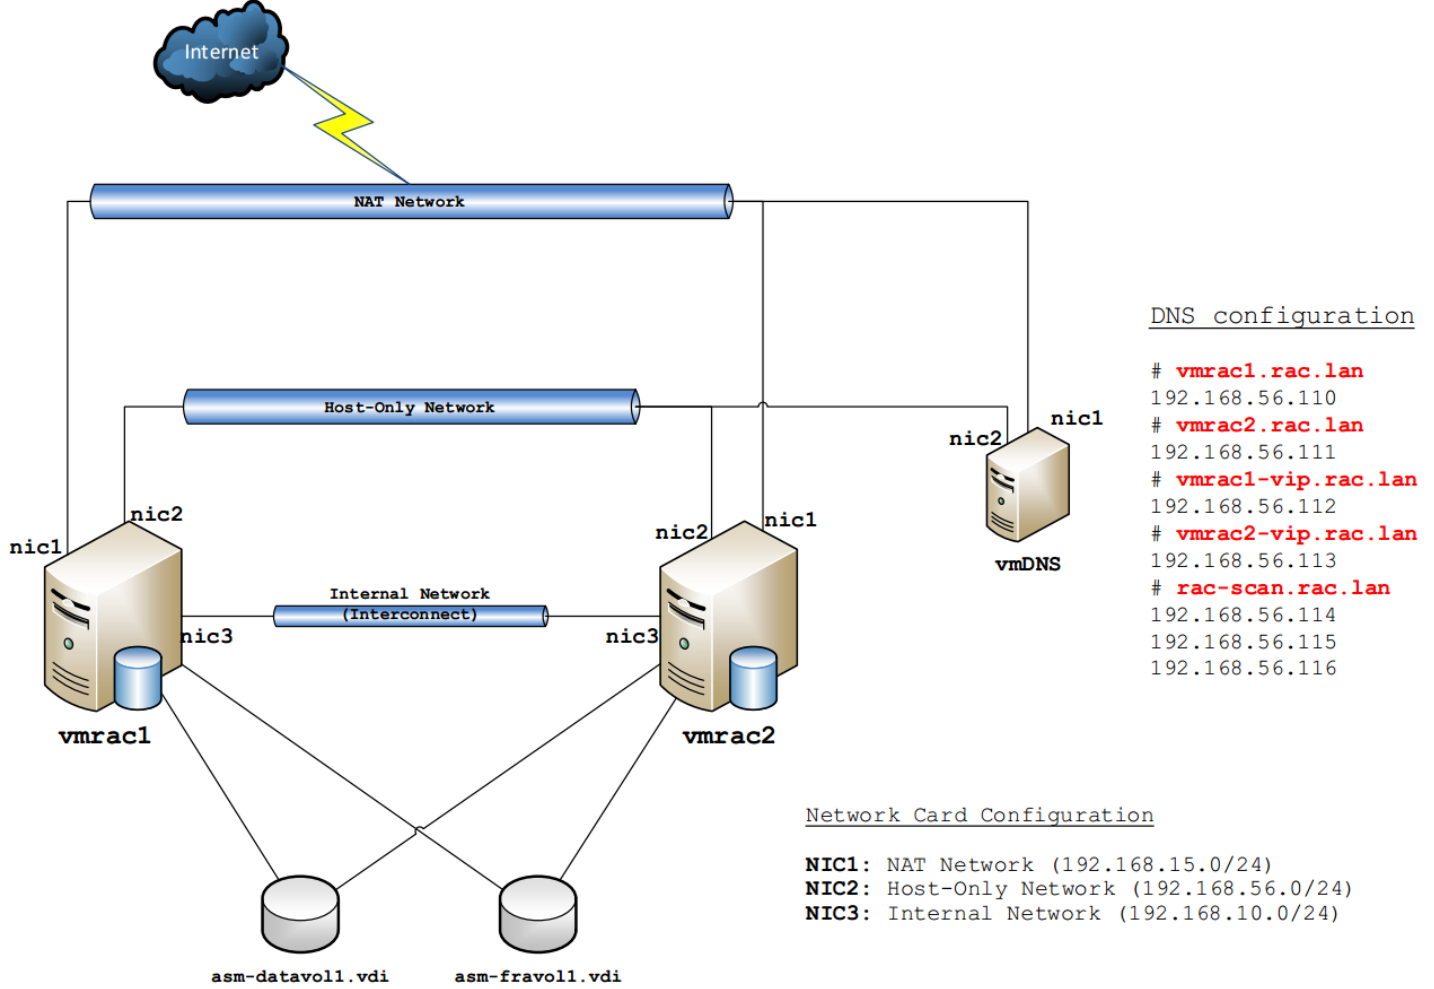 Internet
NAT Network
Host-Only Network
nic2
nic1
nic2
nic1
nic2
nic1
vmDNS
Internal Network
(Interconnect)
nic3
nic3
vmrac1
vmrac2
asm-datavol1.vdi
asm-fravol1.vdi
DNS configuration
# vmrac1.rac.lan
192.168.56.110
# vmrac2.rac.lan
192.168.56.111
# vmrac1-vip.rac.lan
192.168.56.112
# vmrac2-vip.rac.lan
192.168.56.113
# rac-scan.rac.lan
192.168.56.114
192.168.56.115
192.168.56.116
Network Card Configuration
NIC1: NAT Network (192.168.15.0/24)
NIC2: Host-Only Network (192.168.56.0/24)
NIC3: Internal Network (192.168.10.0/24)